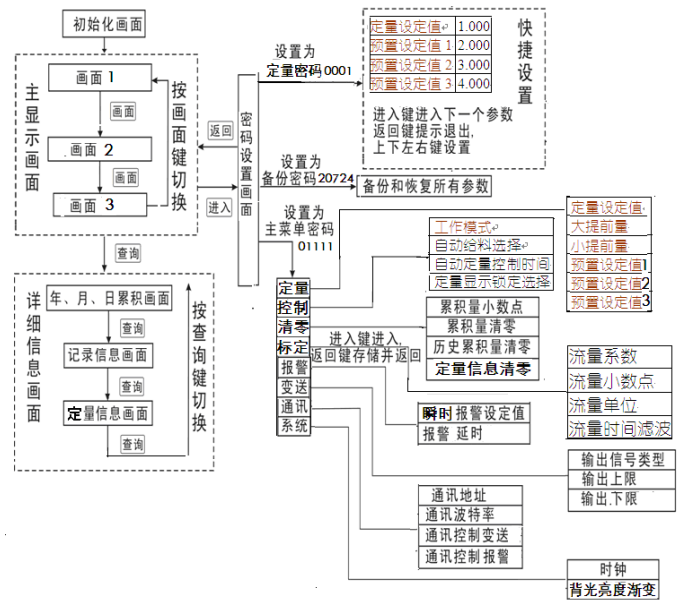 初始化画面
主显示画面
画面 1
画面
画面 2
画面
画面 3
按画面键切换
查询
详细信息画面
年、月、日累积画面
查询
记录信息画面
查询
定量信息画面
查询
按查询键切换
返回
进入
密码设置画面
设置为
定量密码0001
定量设定值 1.000
预置设定值 1 2.000
预置设定值 2 3.000
预置设定值 3 4.000
快捷设置
进入键进入下一个参数
返回键提示退出,
上下左右键设置
设置为
备份密码20724
备份和恢复所有参数
设置为
主菜单密码
01111
定量
控制
清零
标定
报警
变送
通讯
系统
进入键进入,
返回键存储并返回
定量设定值
大提前量
小提前量
预置设定值1
预置设定值2
预置设定值3
工作模式
自动给料选择
自动定量控制时间
定量显示锁定选择
累积量小数点
累积量清零
历史累积量清零
定量信息清零
流量系数
流量小数点
流量单位
流量时间滤波
瞬时报警设定值
报警 延时
输出信号类型
输出上限
输出下限
通讯地址
通讯波特率
通讯控制变送
通讯控制报警
时钟
背光亮度渐变